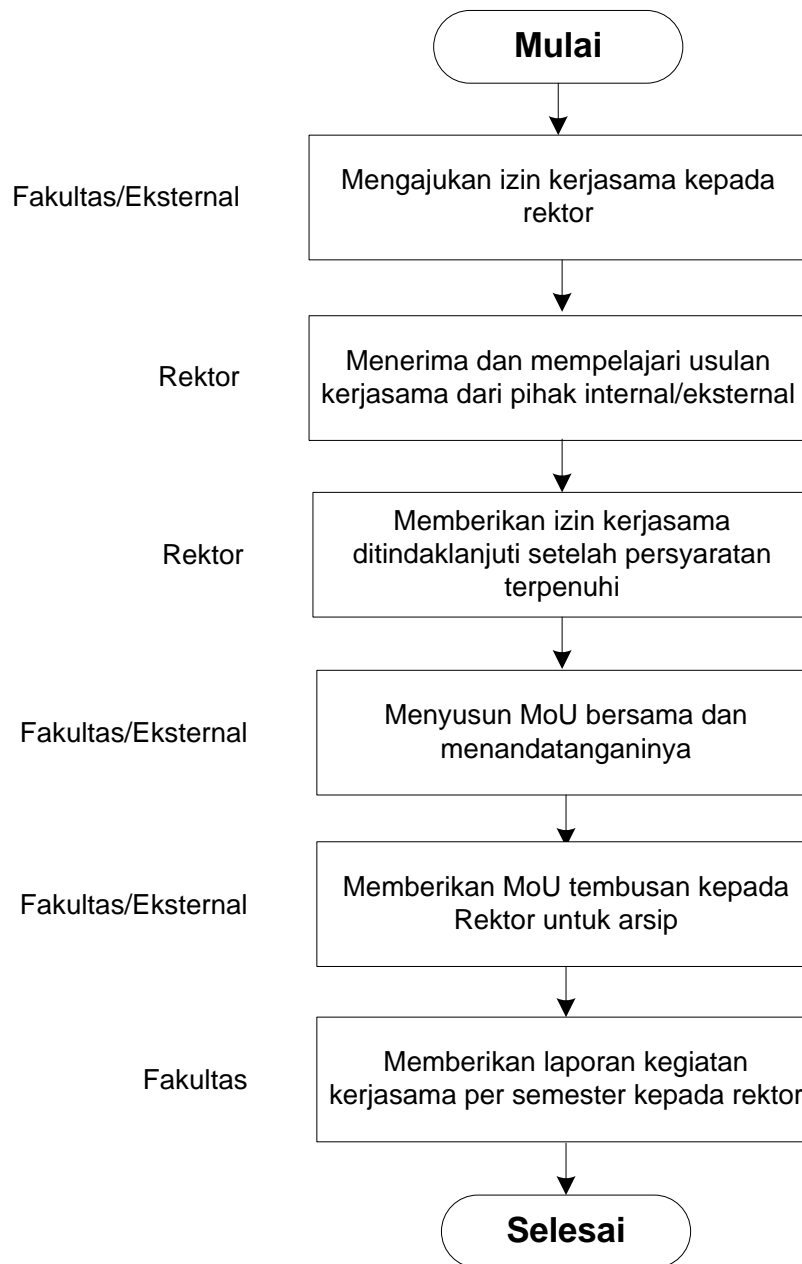 Mulai
Fakultas/Eksternal
Mengajukan izin kerjasama kepada
rektor
Rektor
Menerima dan mempelajari usulan
kerjasama dari pihak internal/eksternal
Rektor
Memberikan izin kerjasama
ditindaklanjuti setelah persyaratan
terpenuhi
Fakultas/Eksternal
Menyusun MoU bersama dan
menandatanganinya
Fakultas/Eksternal
Memberikan MoU tembusan kepada
Rektor untuk arsip
Fakultas
Memberikan laporan kegiatan
kerjasama per semester kepada rektor
Selesai